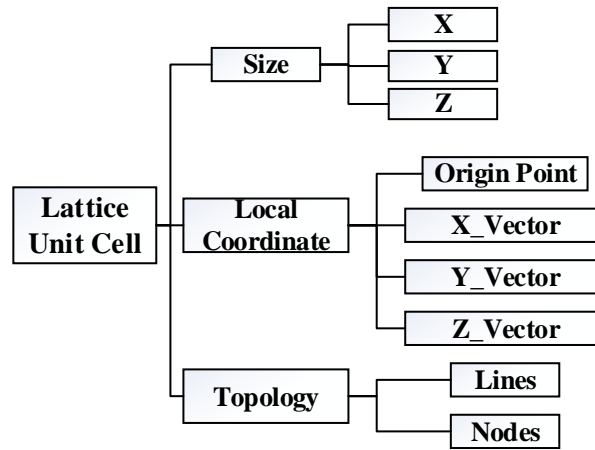 Lattice
Unit Cell
Size
X
Y
Z
Local
Coordinate
Origin Point
X_Vector
Y_Vector
Z_Vector
Topology
Lines
Nodes